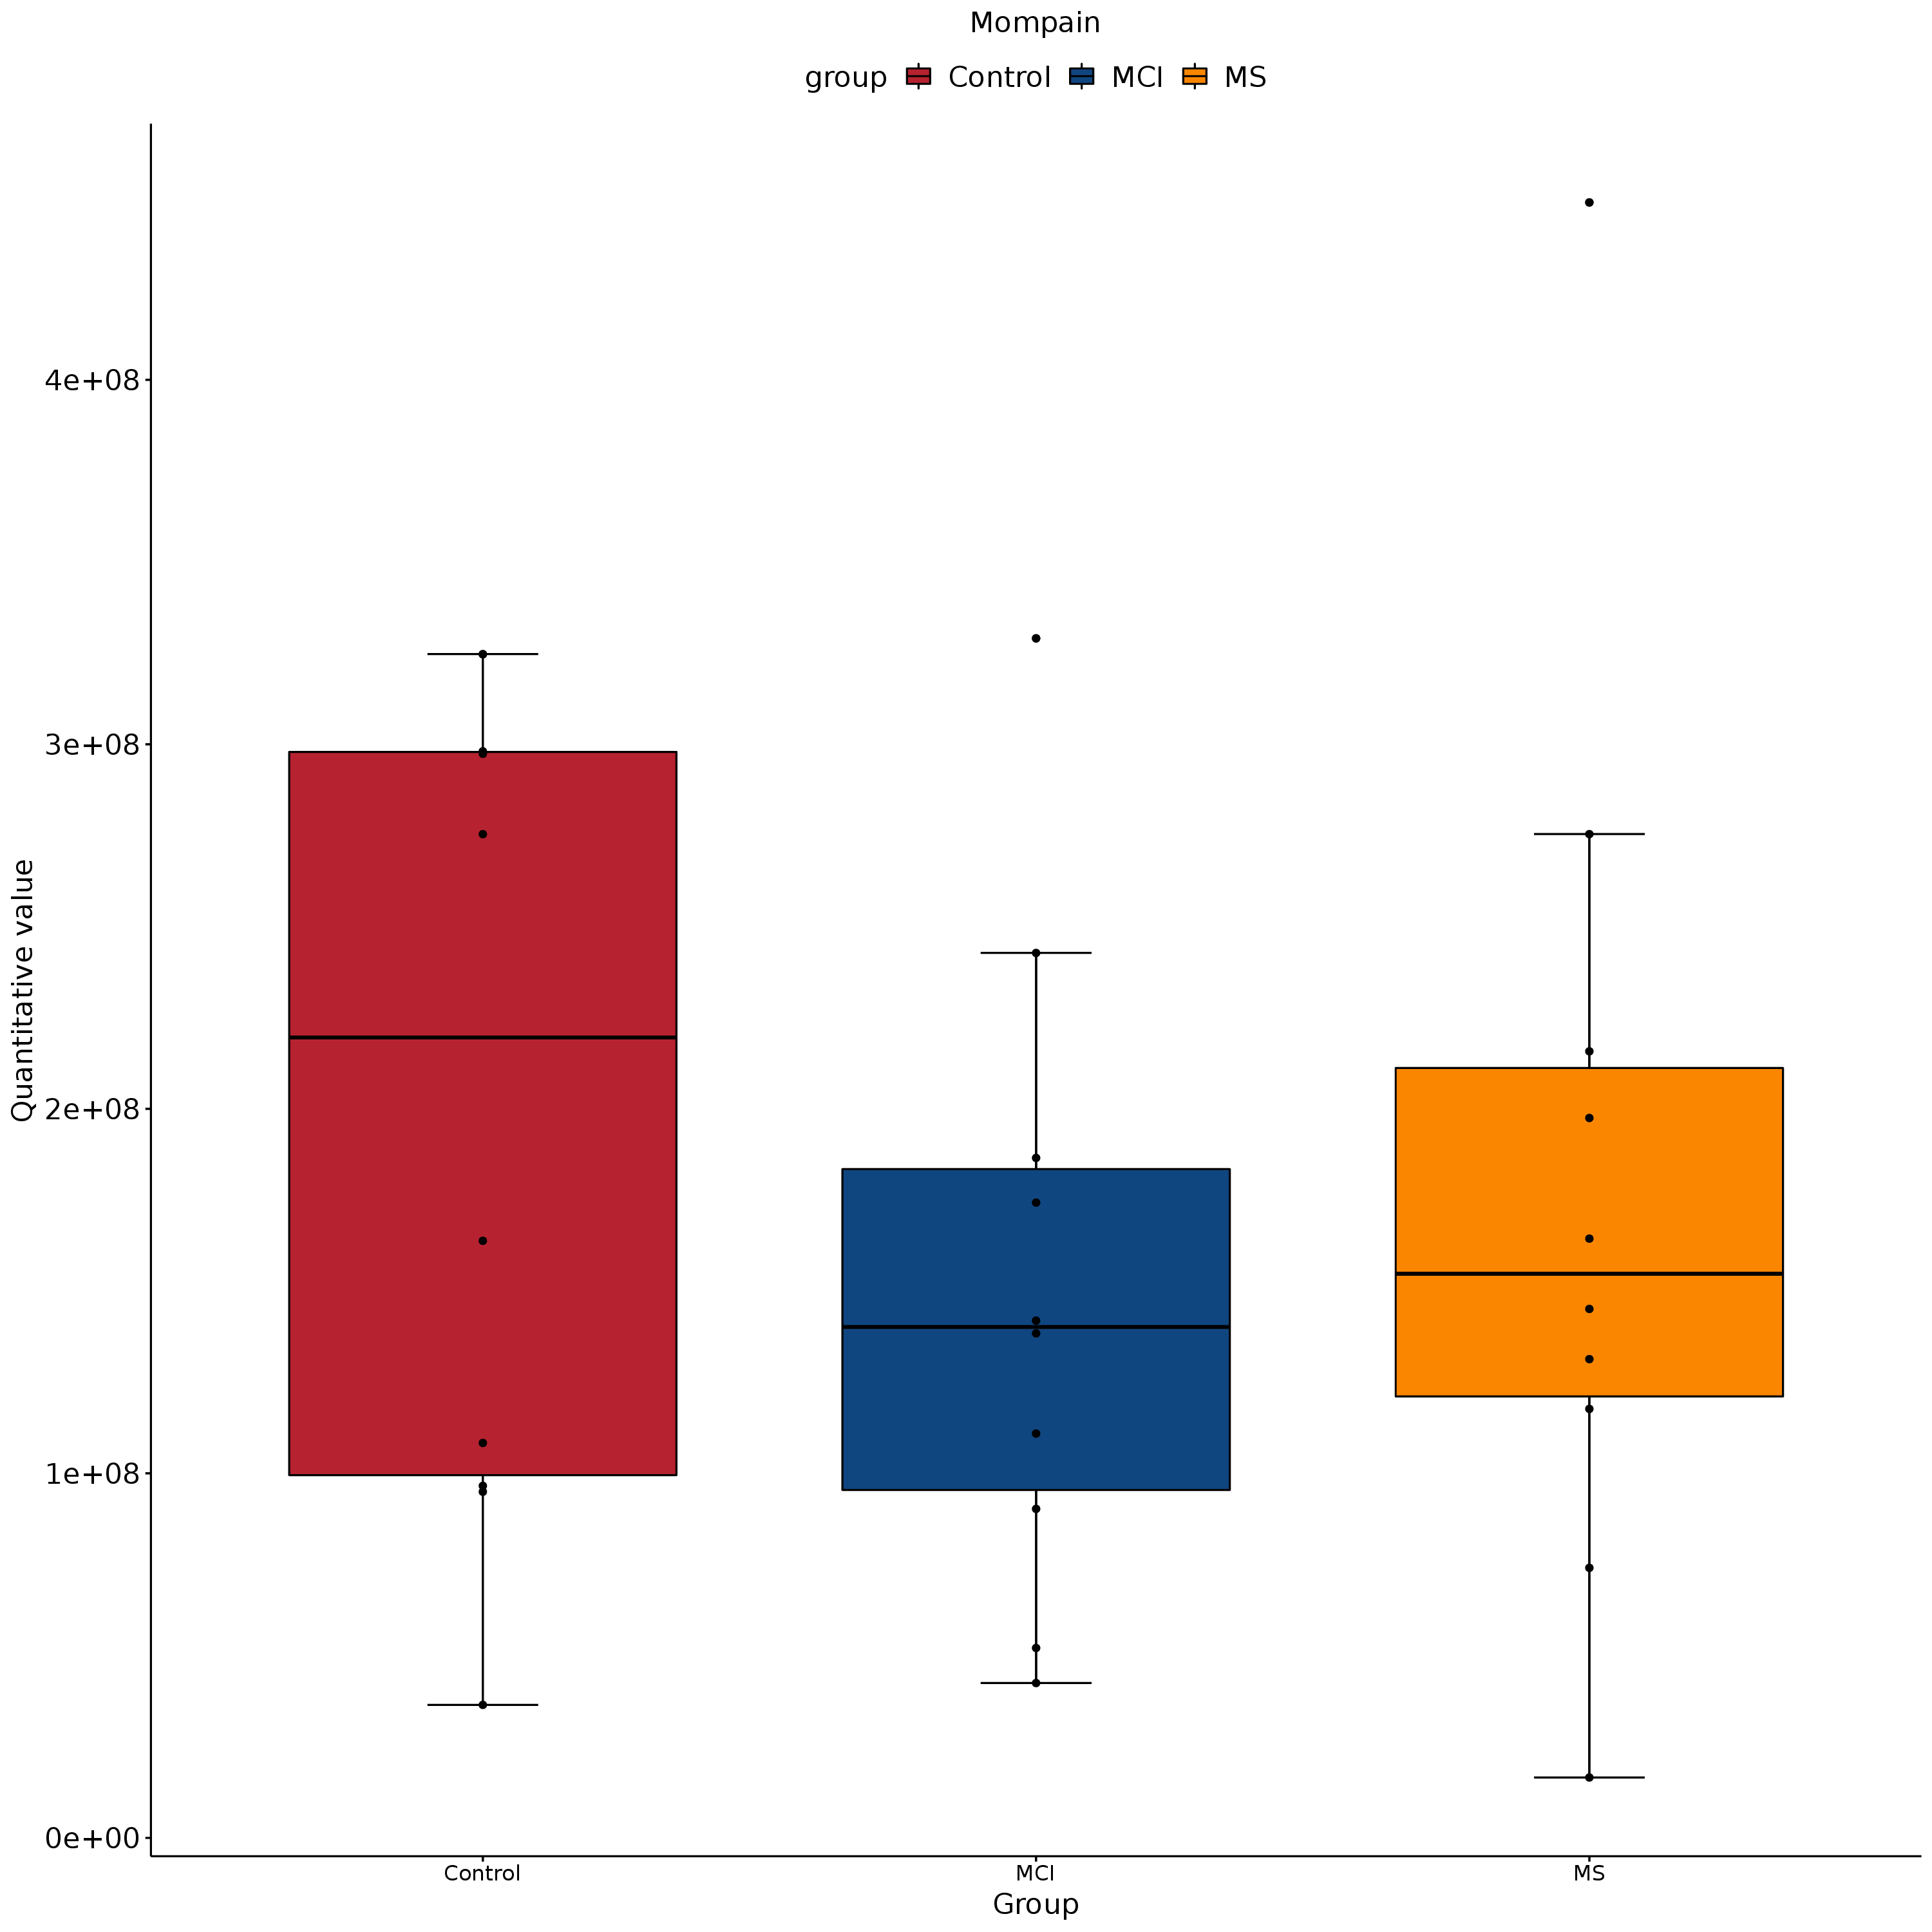 Mompain
group Control MCI MS
Quantitative value
4e+08
3e+08
2e+08
1e+08
0e+00
Control MCI MS
Group